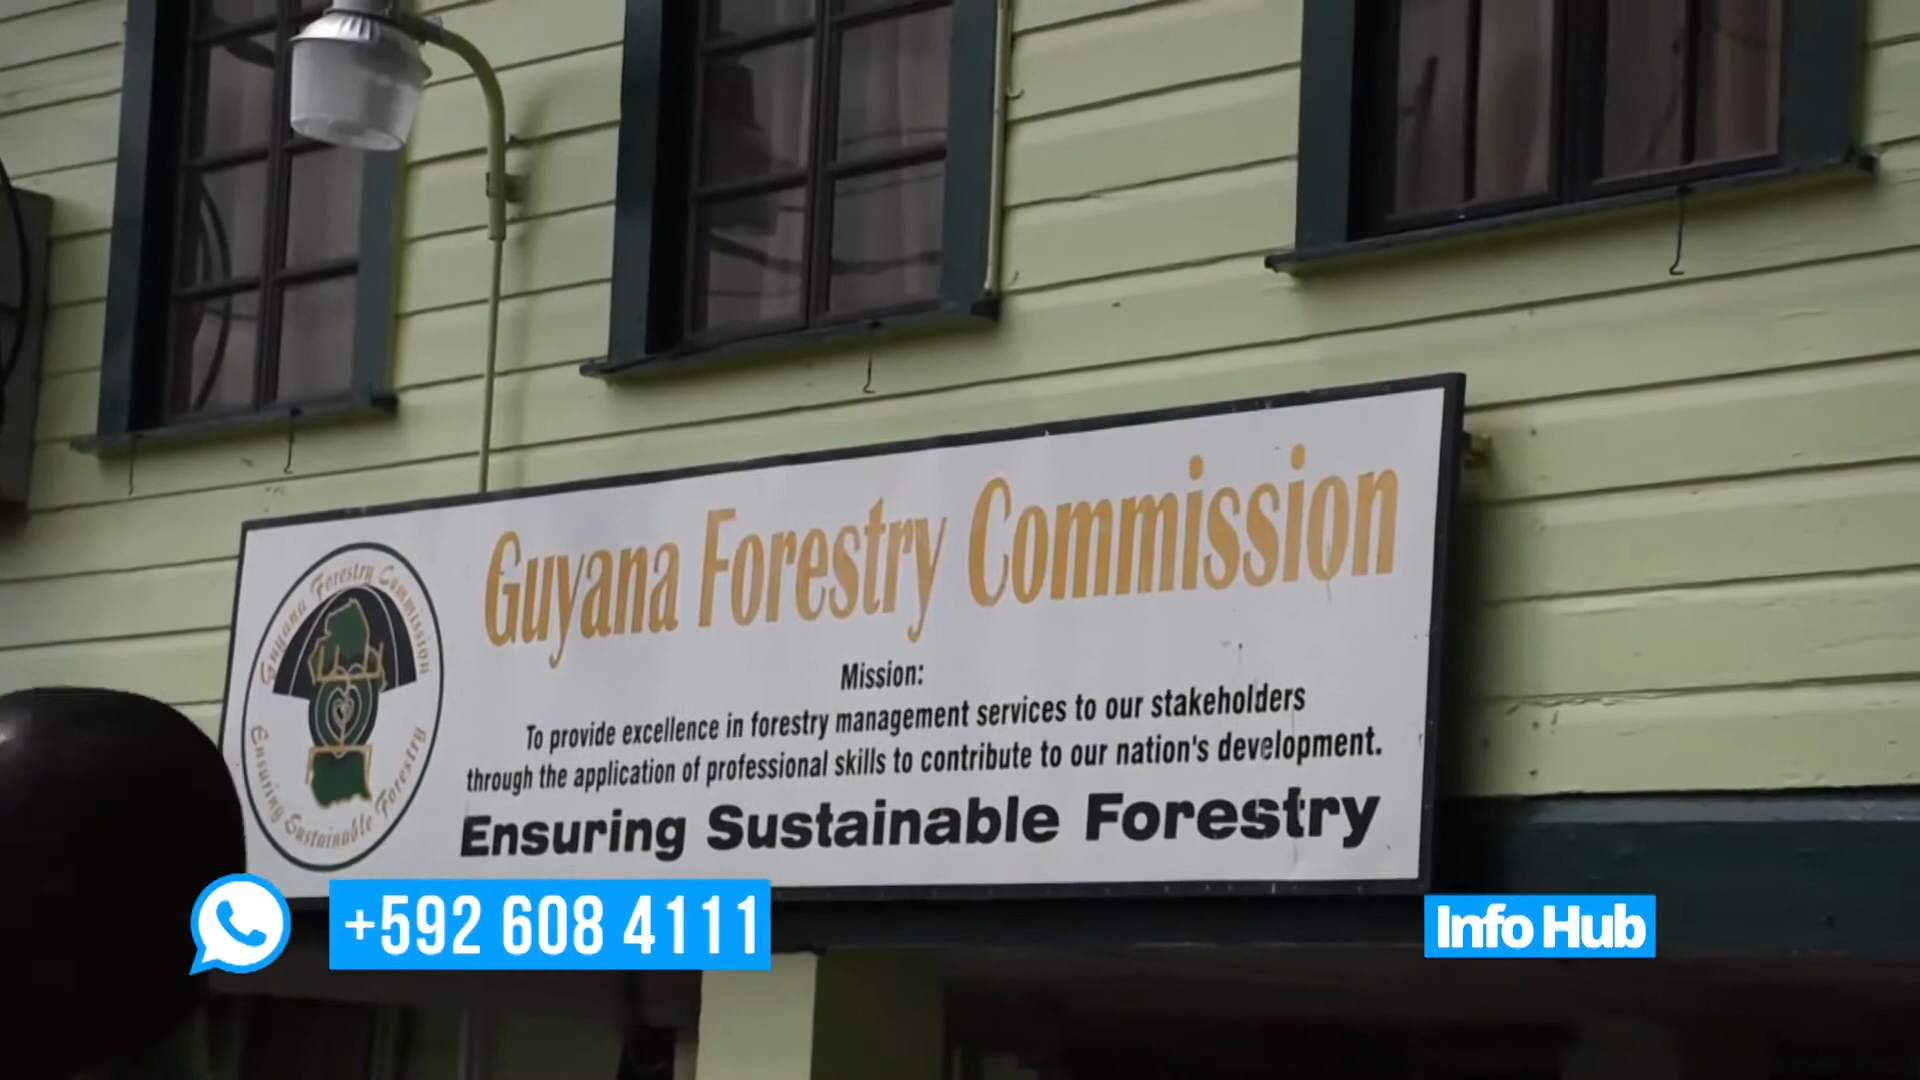 Guyana Forestry Commission
Guyana Forestry Commission
Ensuring Sustainable Forestry
Mission:
To provide excellence in forestry management services to our stakeholders
through the application of professional skills to contribute to our nation's development.
Ensuring Sustainable Forestry
+592 608 4111
Info Hub